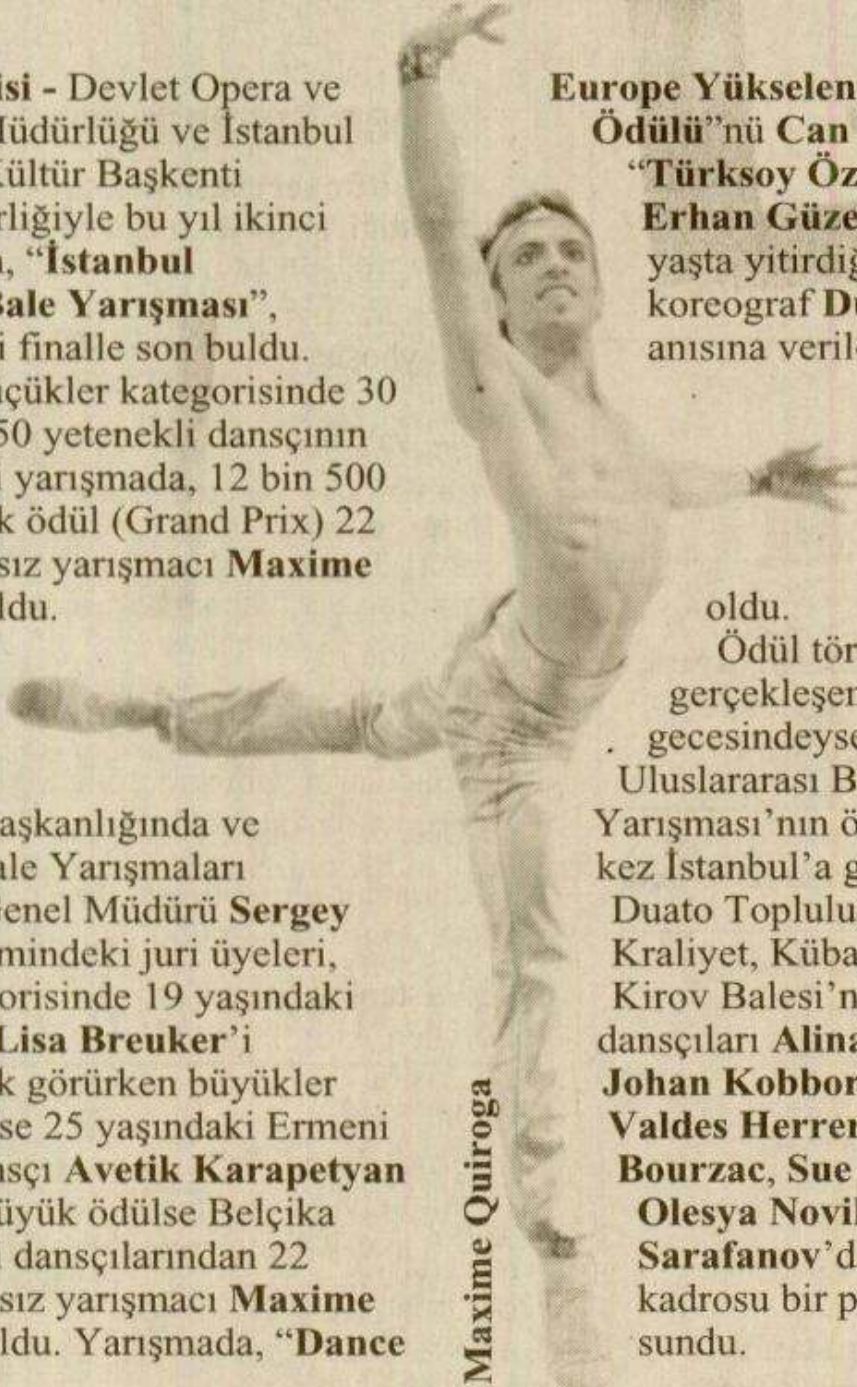 isi - Devlet Opera ve
Müdürlüğü ve İstanbul
Kültür Başkenti
rliğiyle bu yıl ikinci
, “İstanbul
Bale Yarışması”,
i finalle son buldu.
çükler kategorisinde 30
50 yetenekli dansçının
yarışmada, 12 bin 500
k ödül (Grand Prix) 22
sız yarışmacı Maxime
ldu.
aşkanlığında ve
ale Yarışmaları
enel Müdürü Sergey
mindeki juri üyeleri,
orisinde 19 yaşındaki
Lisa Breuker’i
k görürken büyükler
se 25 yaşındaki Ermeni
nsçı Avetik Karapetyan
üyük ödülse Belçika
dansçılarından 22
sız yarışmacı Maxime
ldu. Yarışmada, “Dance
Maxime Quiroga
Europe Yükselen
Ödülü”nü Can
“Türksoy Öz
Erhan Güze
yaşta yitirdiğ
koreograf Du
anısına veril
oldu.
Ödül tör
gerçekleşen
gecesindeyse
Uluslararası B
Yarışması’nın ö
kez İstanbul’a g
Duato Toplulu
Kraliyet, Küba
Kirov Balesi’n
dansçıları Alina
Johan Kobbor
Valdes Herrer
Bourzac, Sue
Olesya Novil
Sarafanov’d
kadrosu bir p
sundu.